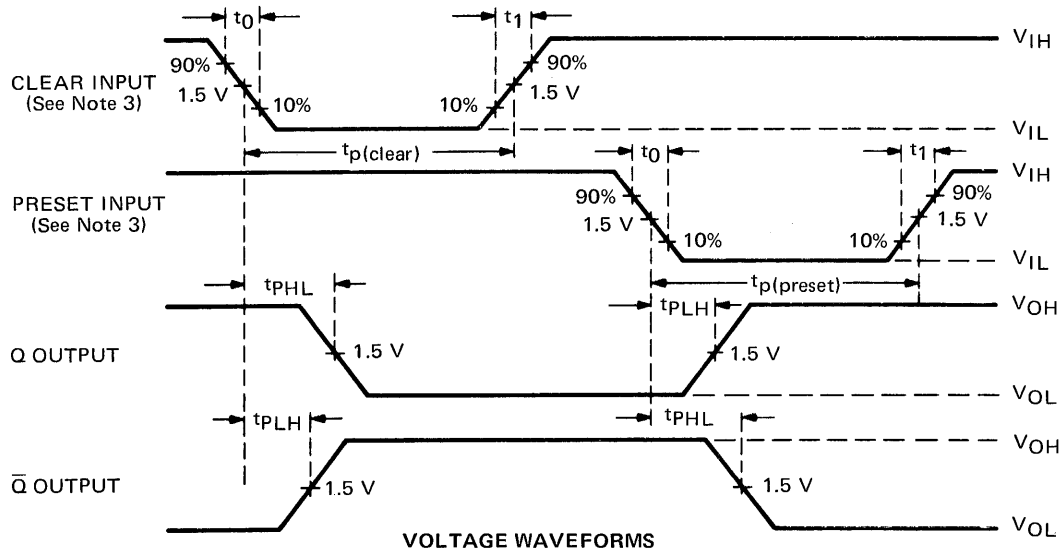 t0 t1
VIH
90% 90%
CLEAR INPUT
(See Note 3)
1.5 V 1.5 V
10% 10%
VIL
tp(clear)
t0 t1
VIH
PRESET INPUT
(See Note 3)
90% 90%
1.5 V 1.5 V
10% 10%
VIL
tPHL
tp(preset)
tPLH
VOH
Q OUTPUT
1.5 V 1.5 V
VOL
tPLH
tPHL
VOH
Q̅ OUTPUT
1.5 V 1.5 V
VOL
VOLTAGE WAVEFORMS